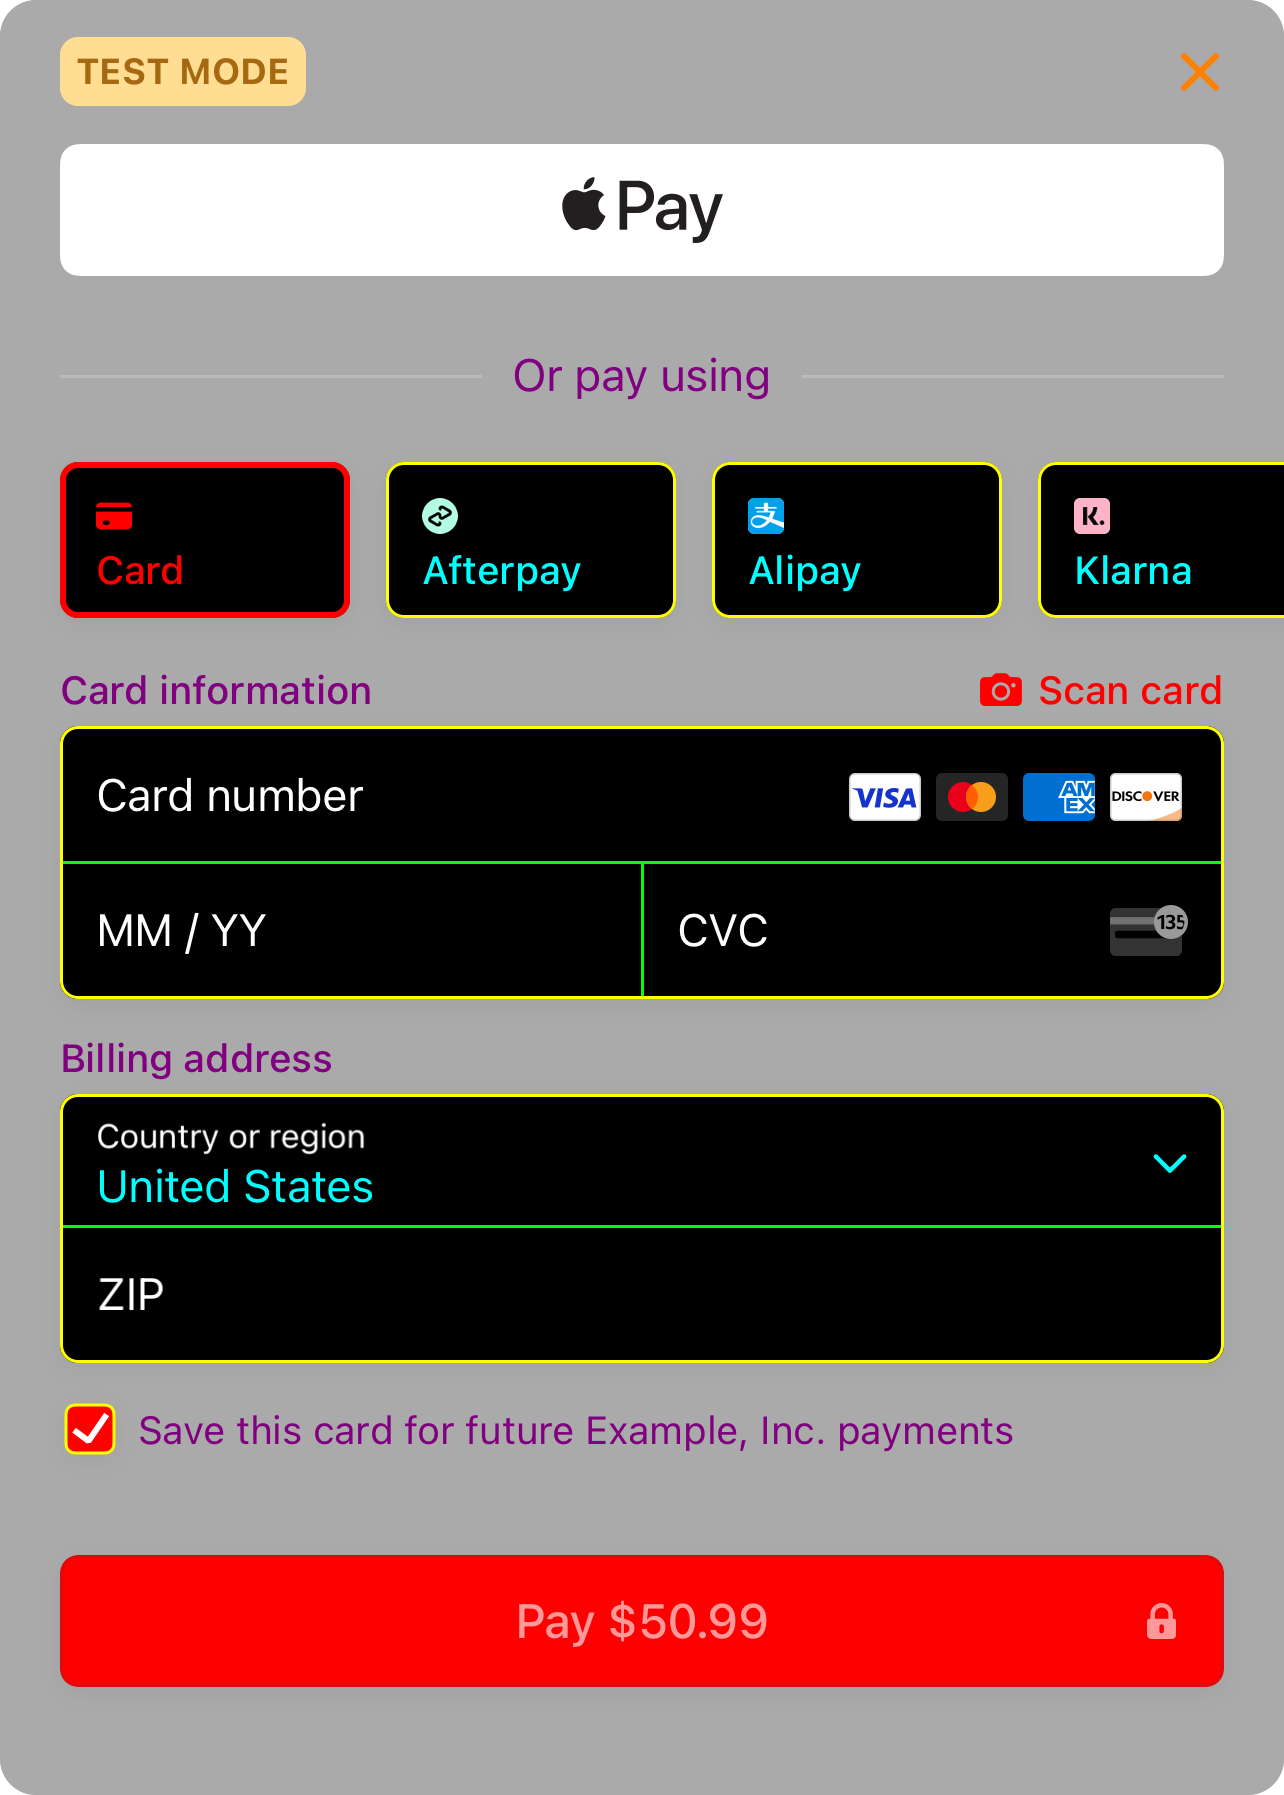 TEST MODE
Pay
Or pay using
Card
Afterpay
支
Alipay
K.
Klarna
Card information
Scan card
Card number
VISA
AM
EX
DISCOVER
MM / YY
CVC
135
Billing address
Country or region
United States
ZIP
Save this card for future Example, Inc. payments
Pay $50.99